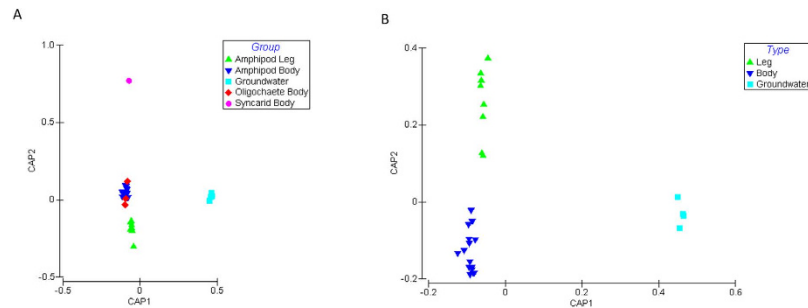 A
1.0
0.5
0
-0.5
CAP2
-0.5
0
0.5
1.0
CAP1
Group
Amphipod Leg
Amphipod Body
Groundwater
Oligochaete Body
Syncarid Body
B
0.4
0.2
0
-0.2
CAP2
-0.2
0
0.2
0.4
0.6
CAP1
Type
Leg
Body
Groundwater